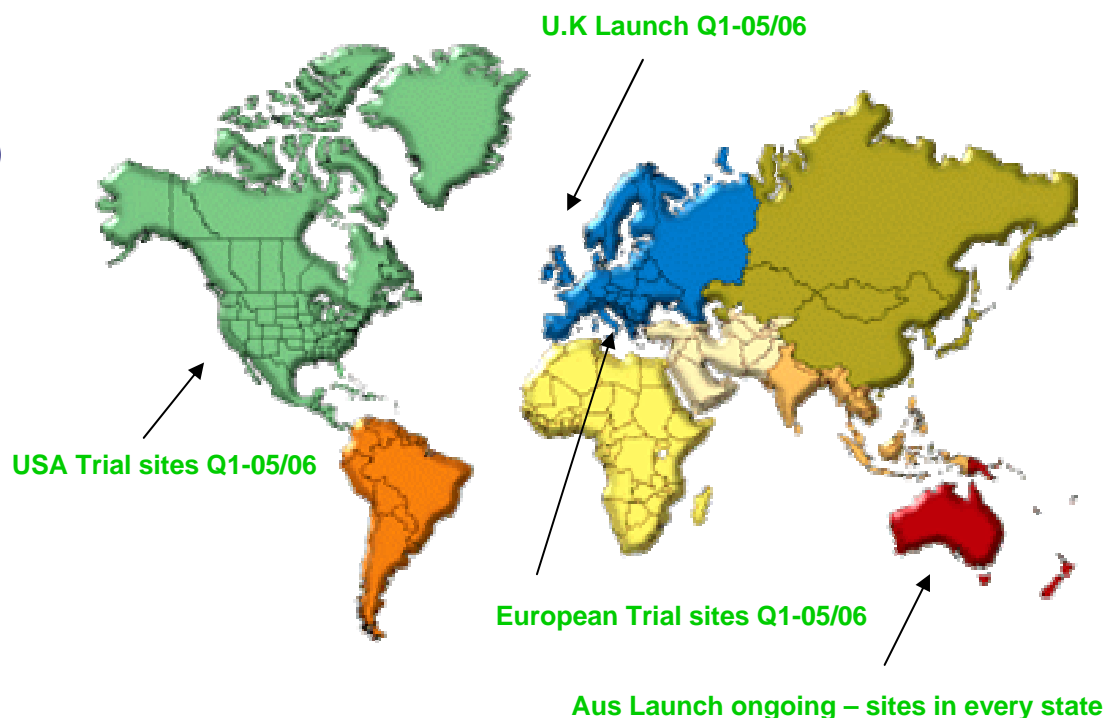 U.K Launch Q1-05/06
USA Trial sites Q1-05/06
European Trial sites Q1-05/06
Aus Launch ongoing – sites in every state